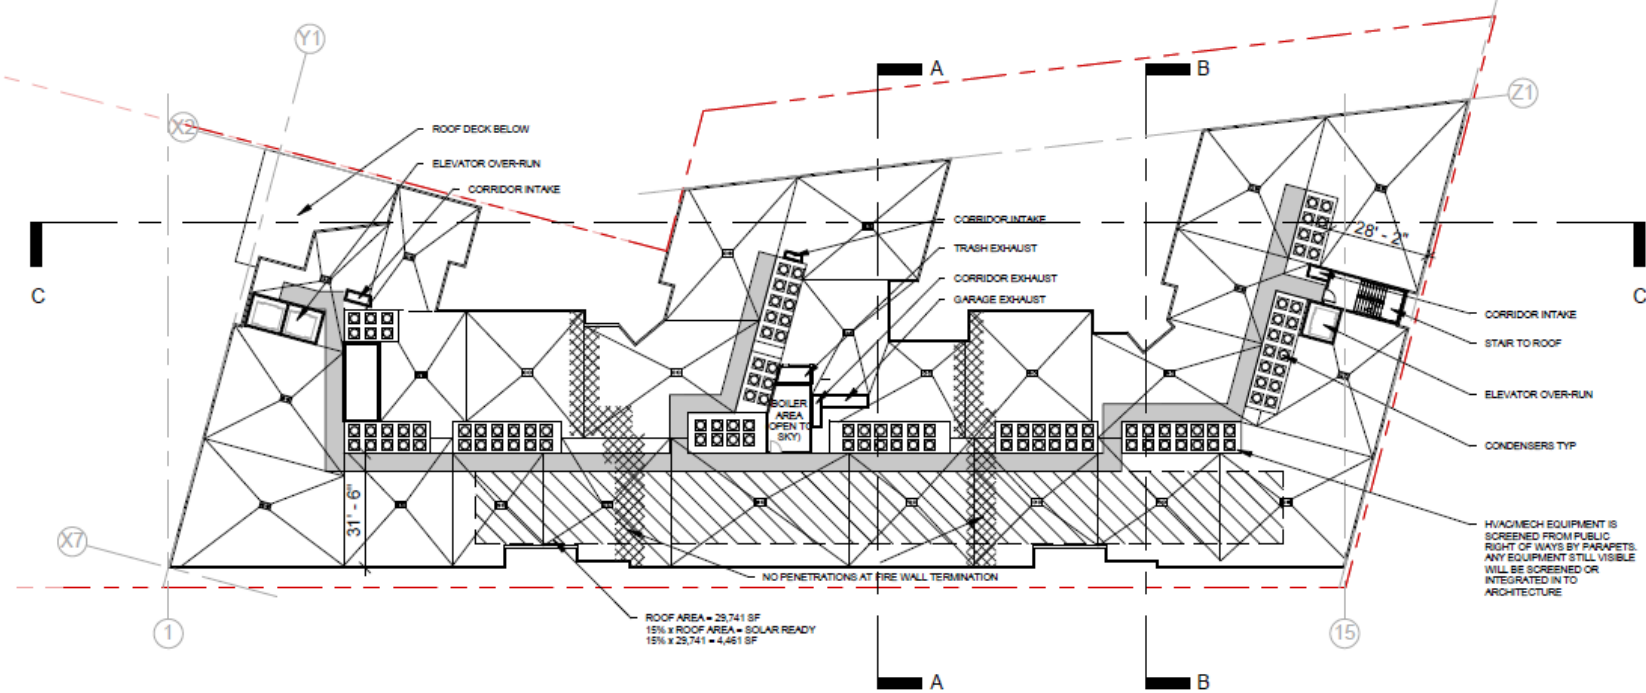 Y1
A
B
Z1
X2
ROOF DECK BELOW
ELEVATOR OVER-RUN
CORRIDOR INTAKE
CORRIDOR INTAKE
28' - 2"
TRASH EXHAUST
CORRIDOR EXHAUST
GARAGE EXHAUST
C
C
CORRIDOR INTAKE
STAIR TO ROOF
ELEVATOR OVER-RUN
BOILER
AREA
(OPEN TO
SKY)
CONDENSERS TYP
31' - 6"
X7
HVAC/MECH EQUIPMENT IS
SCREENED FROM PUBLIC
RIGHT OF WAYS BY PARAPETS.
ANY EQUIPMENT STILL VISIBLE
WILL BE SCREENED OR
INTEGRATED IN TO
ARCHITECTURE
NO PENETRATIONS AT FIRE WALL TERMINATION
ROOF AREA = 29,741 SF
15% x ROOF AREA = SOLAR READY
15% x 29,741 = 4,461 SF
1
15
A
B